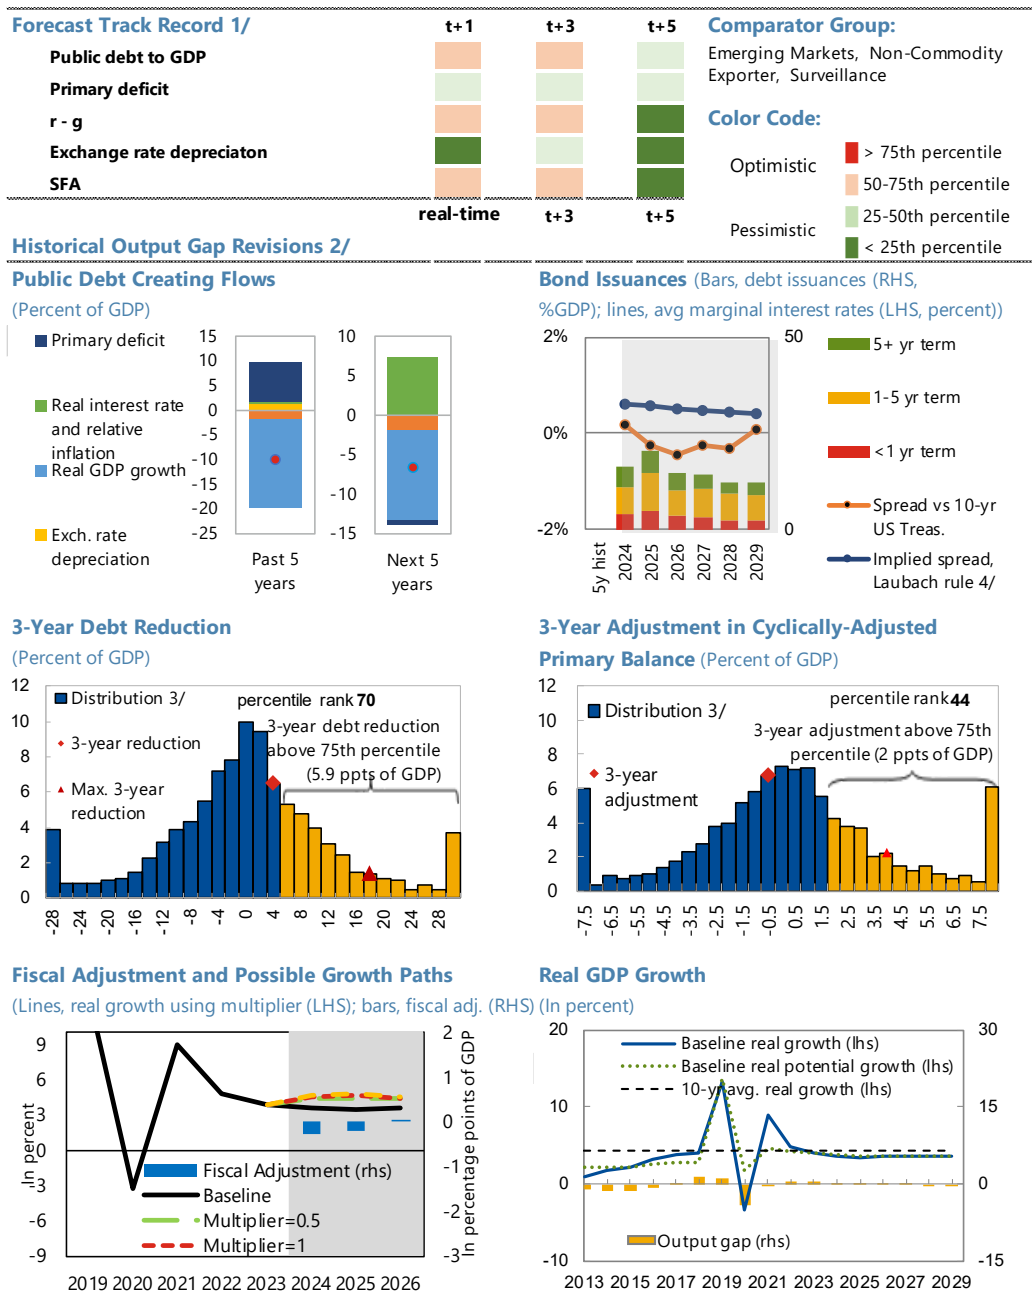 Forecast Track Record 1/ t+1 t+3 t+5 Comparator Group:
Public debt to GDP
Emerging Markets, Non-Commodity
Exporter, Surveillance
Primary deficit
r - g
Color Code:
Exchange rate depreciaton
SFA
Optimistic
> 75th percentile
50-75th percentile
Pessimistic
25-50th percentile
< 25th percentile
real-time t+3 t+5
Historical Output Gap Revisions 2/
Public Debt Creating Flows
(Percent of GDP)
Primary deficit
Real interest rate
and relative
inflation
Real GDP growth
Exch. rate
depreciation
15
10
5
0
-5
-10
-15
-20
-25
Past 5
years
10
5
0
-5
-10
-15
Next 5
years
Bond Issuances (Bars, debt issuances (RHS,
%GDP); lines, avg marginal interest rates (LHS, percent))
2%
0%
-2%
50
0
5y hist
2024
2025
2026
2027
2028
2029
5+ yr term
1-5 yr term
<1 yr term
Spread vs 10-yr
US Treas.
Implied spread,
Laubach rule 4/
3-Year Debt Reduction
(Percent of GDP)
12
10
8
6
4
2
0
Distribution 3/
3-year reduction
Max. 3-year
reduction
percentile rank 70
3-year debt reduction
above 75th percentile
(5.9 ppts of GDP)
-28 -24 -20 -16 -12 -8 -4 0 4 8 12 16 20 24 28
3-Year Adjustment in Cyclically-Adjusted
Primary Balance (Percent of GDP)
12
10
8
6
4
2
0
Distribution 3/
3-year
adjustment
percentile rank 44
3-year adjustment above 75th
percentile (2 ppts of GDP)
-7.5 -6.5 -5.5 -4.5 -3.5 -2.5 -1.5 -0.5 0.5 1.5 2.5 3.5 4.5 5.5 6.5 7.5
Fiscal Adjustment and Possible Growth Paths
(Lines, real growth using multiplier (LHS); bars, fiscal adj. (RHS)
In percent
9
6
3
0
-3
-6
-9
2
1
0
-1
-2
-3
In percentage points of GDP
Fiscal Adjustment (rhs)
Baseline
Multiplier=0.5
Multiplier=1
2019 2020 2021 2022 2023 2024 2025 2026
Real GDP Growth
(In percent)
20
10
0
-10
30
15
0
-15
Baseline real growth (lhs)
Baseline real potential growth (lhs)
10-yr avg. real growth (lhs)
Output gap (rhs)
2013 2015 2017 2019 2021 2023 2025 2027 2029